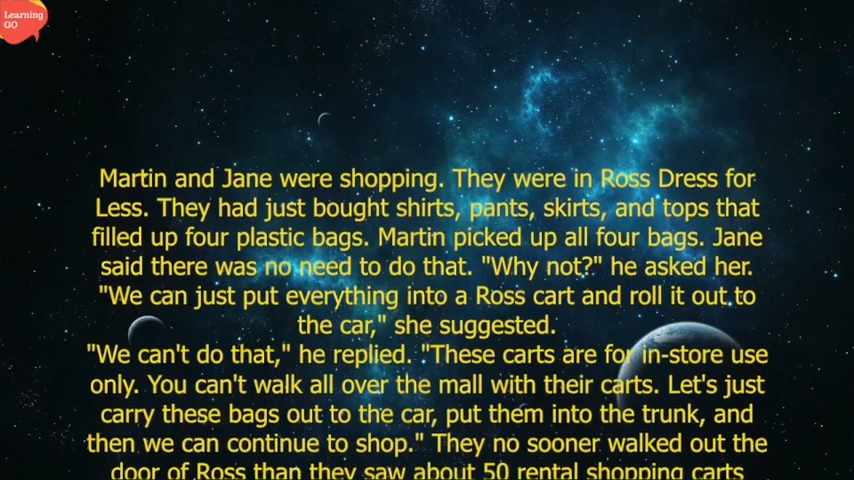 Learning
GO
Martin and Jane were shopping. They were in Ross Dress for
Less. They had just bought shirts, pants, skirts, and tops that
filled up four plastic bags. Martin picked up all four bags. Jane
said there was no need to do that. "Why not?" he asked her.
"We can just put everything into a Ross cart and roll it out to
the car," she suggested.
"We can't do that," he replied. "These carts are for in-store use
only. You can't walk all over the mall with their carts. Let's just
carry these bags out to the car, put them into the trunk, and
then we can continue to shop." They no sooner walked out the
door of Ross than they saw about 50 rental shopping carts